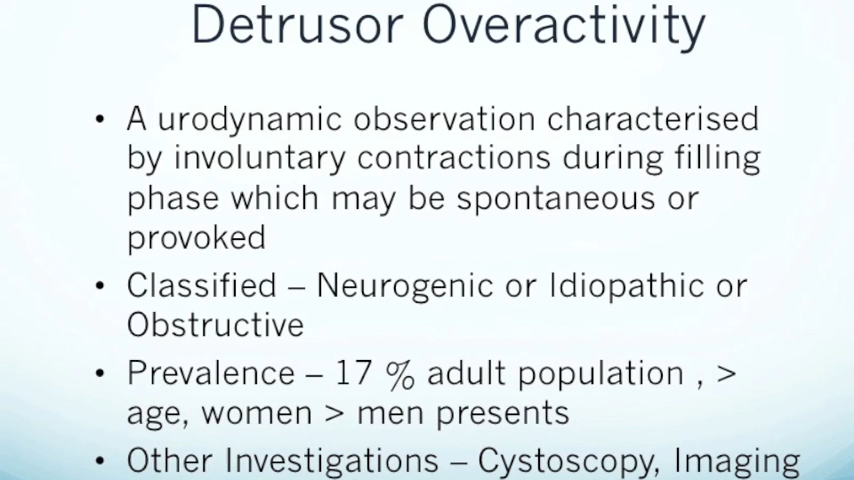 Detrusor Overactivity
• A urodynamic observation characterised
by involuntary contractions during filling
phase which may be spontaneous or
provoked
• Classified – Neurogenic or Idiopathic or
Obstructive
• Prevalence – 17 % adult population , >
age, women > men presents
• Other Investigations – Cystoscopy, Imaging